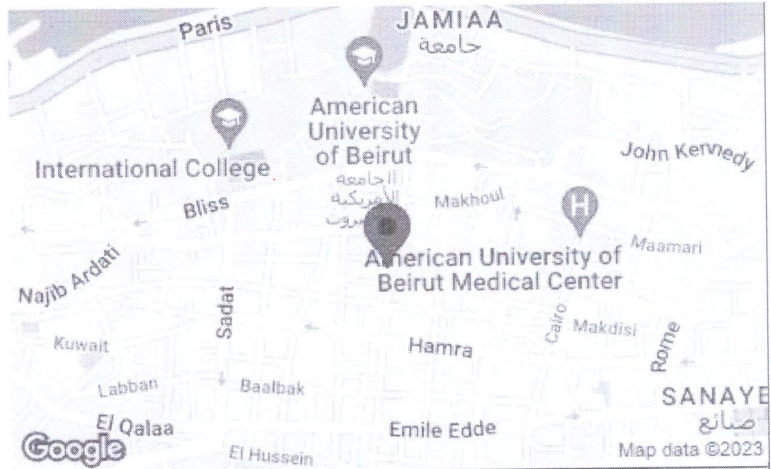 Paris
JAMIAA
جامعة
American
University
of Beirut
الجامعة
الأمريكية
International College
John Kennedy
Bliss
Makhoul
H
American University of
Beirut Medical Center
Maamari
Najib Ardati
Sadat
Cairo
Makdisi
Rome
Kuwait
Hamra
Labban
Baalbak
SANAYE
صنائع
El Qalaa
Emile Edde
Google
El Hussein
Map data ©2023